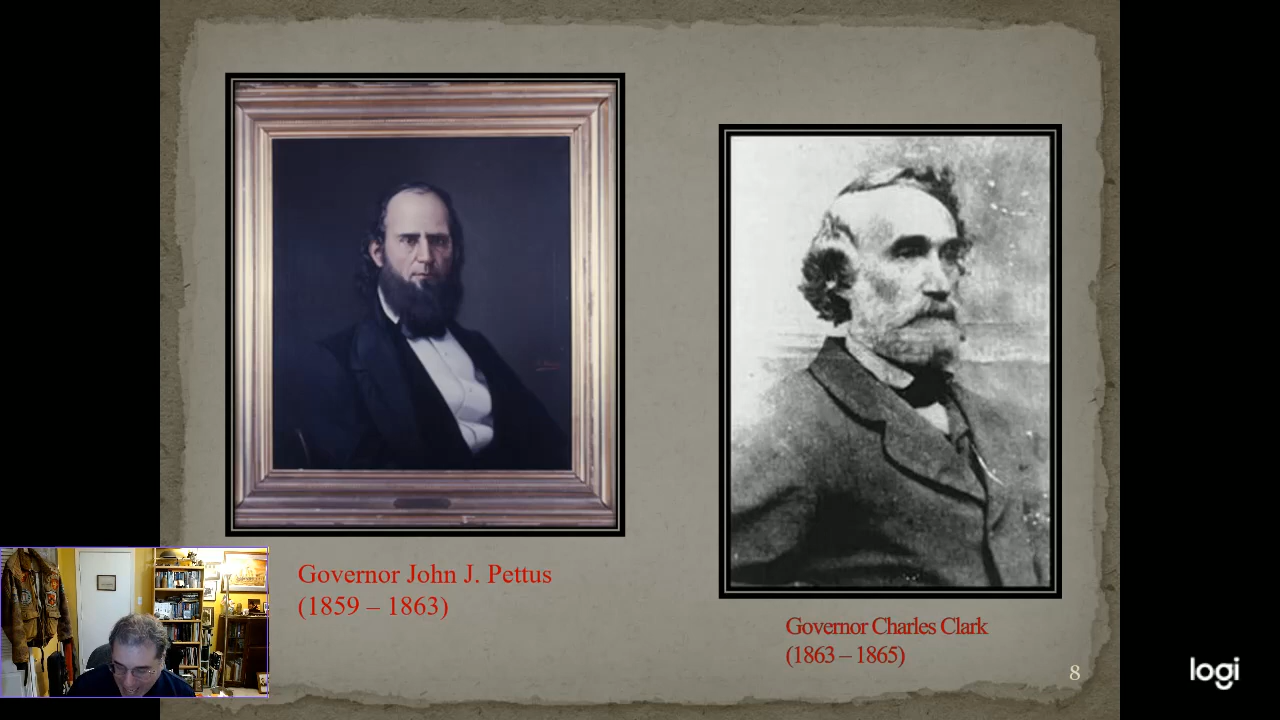 Governor John J. Pettus
(1859 – 1863)
Governor Charles Clark
(1863 – 1865)
8
logi